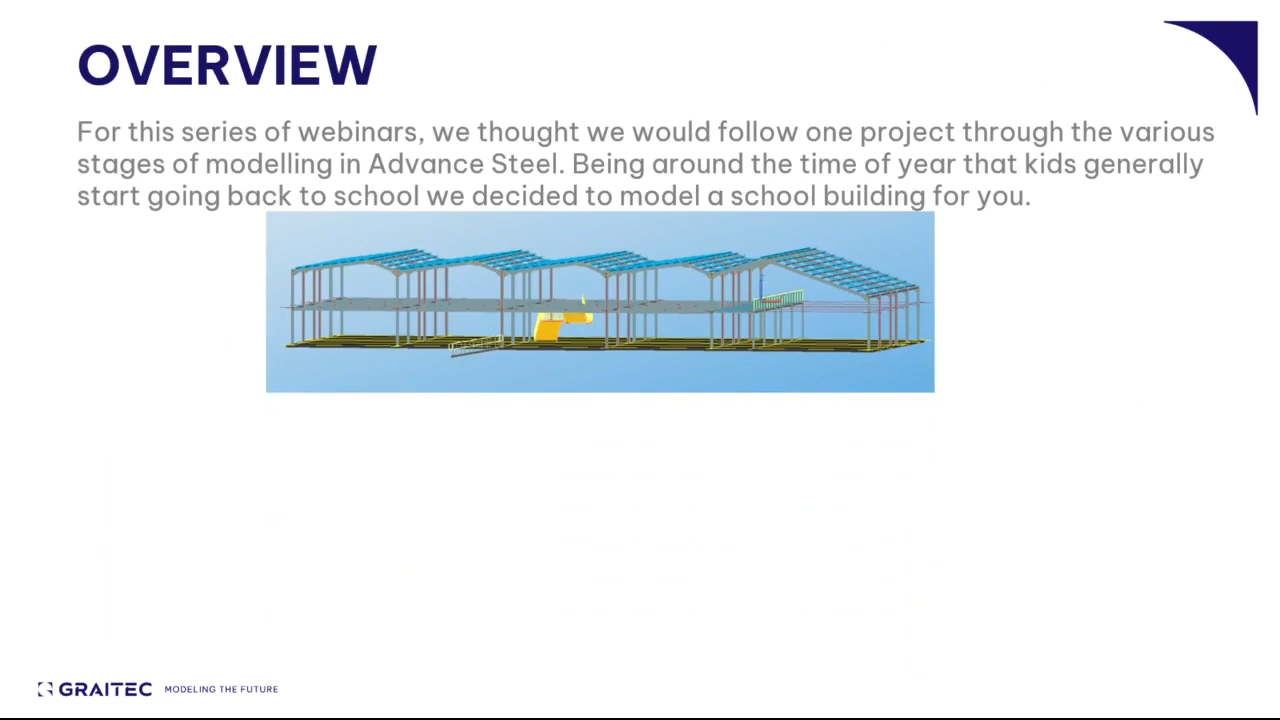 OVERVIEW
For this series of webinars, we thought we would follow one project through the various
stages of modelling in Advance Steel. Being around the time of year that kids generally
start going back to school we decided to model a school building for you.
GRAITEC MODELING THE FUTURE